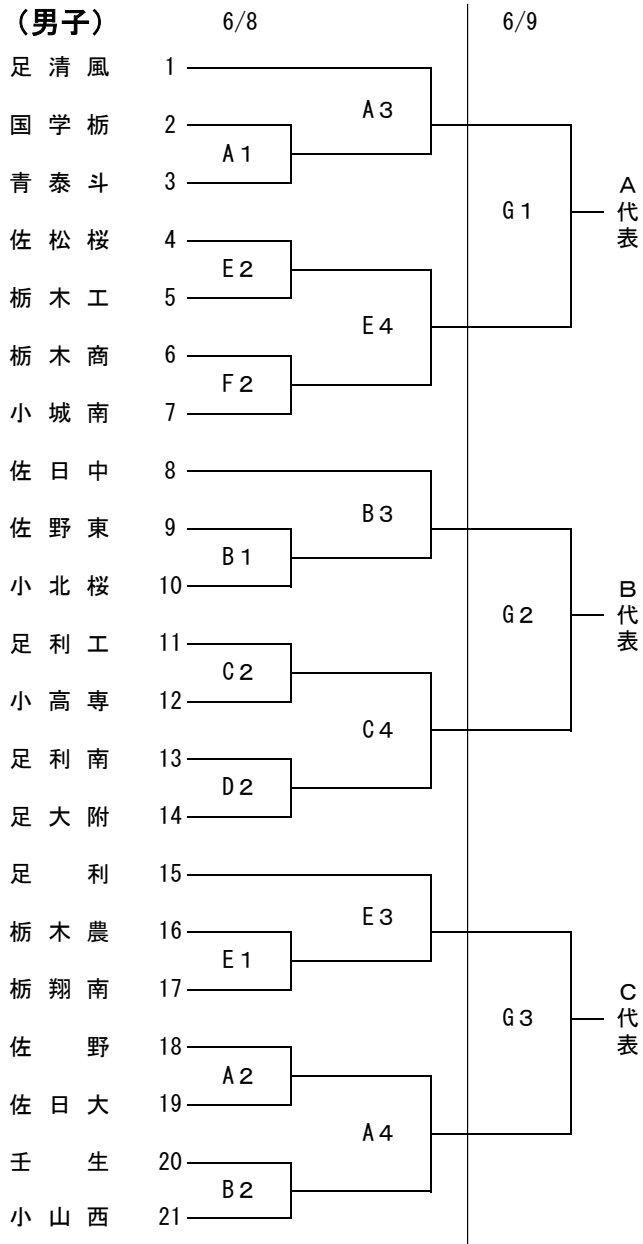 (男子) 6/8 6/9
足清風 1
A3
国学栃 2
A1
青泰斗 3
A代表
G1
佐松桜 4
E2
栃木工 5
E4
栃木商 6
F2
小城南 7
佐日中 8
B3
佐野東 9
B1
小北桜 10
B代表
G2
足利工 11
C2
小高専 12
C4
足利南 13
D2
足大附 14
足利 15
E3
栃木農 16
E1
栃翔南 17
C代表
G3
佐野 18
A2
佐日大 19
A4
壬生 20
B2
小山西 21